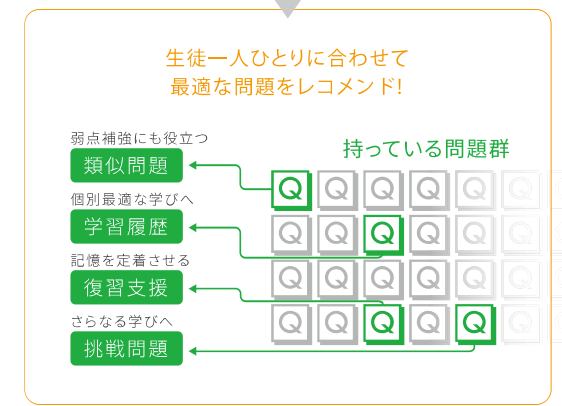 生徒一人ひとりに合わせて
最適な問題をレコメンド!
弱点補強にも役立つ
類似問題
持っている問題群
個別最適な学びへ
学習履歴
記憶を定着させる
復習支援
さらなる学びへ
挑戦問題
Q Q Q Q Q Q
Q Q Q Q Q Q
Q Q Q Q Q Q
Q Q Q Q Q Q